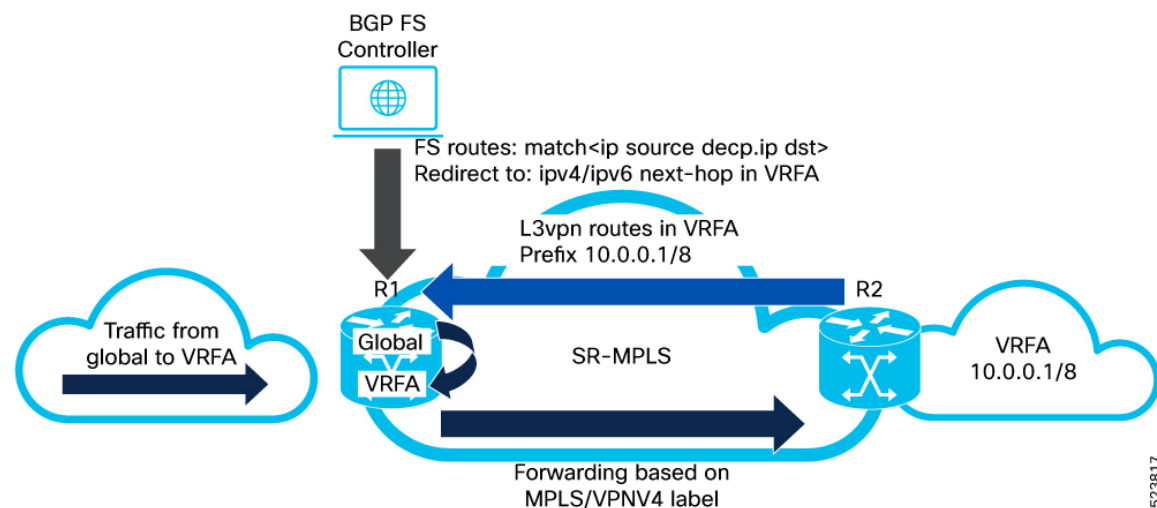 BGP FS
Controller
FS routes: match<ip source decp.ip dst>
Redirect to: ipv4/ipv6 next-hop in VRFA
L3vpn routes in VRFA
Prefix 10.0.0.1/8
R1
R2
Traffic from
global to VRFA
Global
VRFA
SR-MPLS
VRFA
10.0.0.1/8
Forwarding based on
MPLS/VPNV4 label
523817